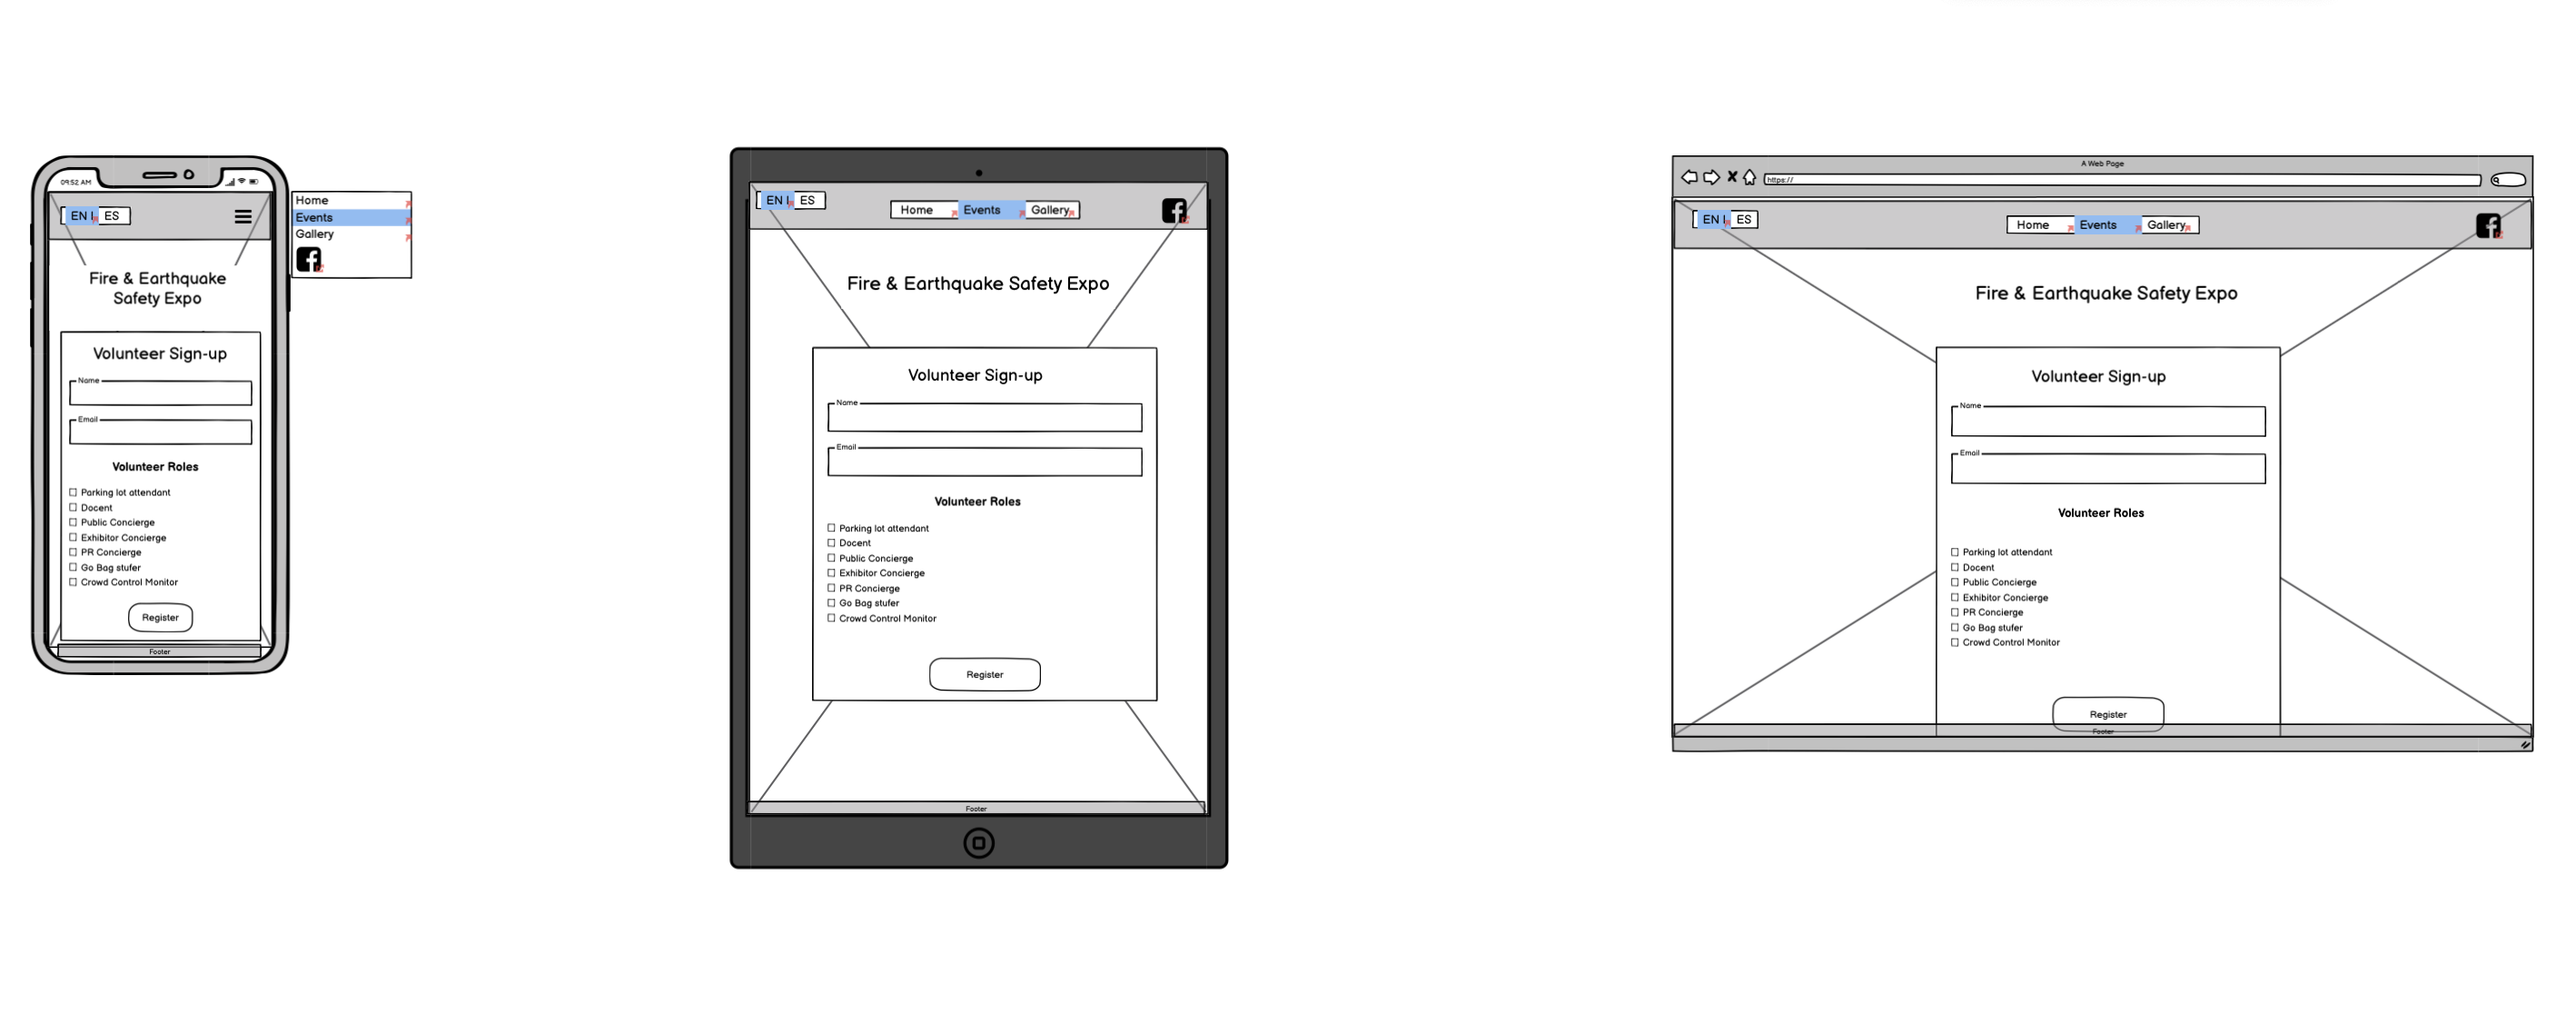 09:52 AM
EN | ES
Home
Events
Gallery
Fire & Earthquake
Safety Expo
Volunteer Sign-up
Name
Email
Volunteer Roles
Parking lot attendant
Docent
Public Concierge
Exhibitor Concierge
PR Concierge
Go Bag stufer
Crowd Control Monitor
Register
Footer
EN | ES
Home Events Gallery
Fire & Earthquake Safety Expo
Volunteer Sign-up
Name
Email
Volunteer Roles
Parking lot attendant
Docent
Public Concierge
Exhibitor Concierge
PR Concierge
Go Bag stufer
Crowd Control Monitor
Register
Footer
A Web Page
https://
EN | ES
Home Events Gallery
Fire & Earthquake Safety Expo
Volunteer Sign-up
Name
Email
Volunteer Roles
Parking lot attendant
Docent
Public Concierge
Exhibitor Concierge
PR Concierge
Go Bag stufer
Crowd Control Monitor
Register
Footer